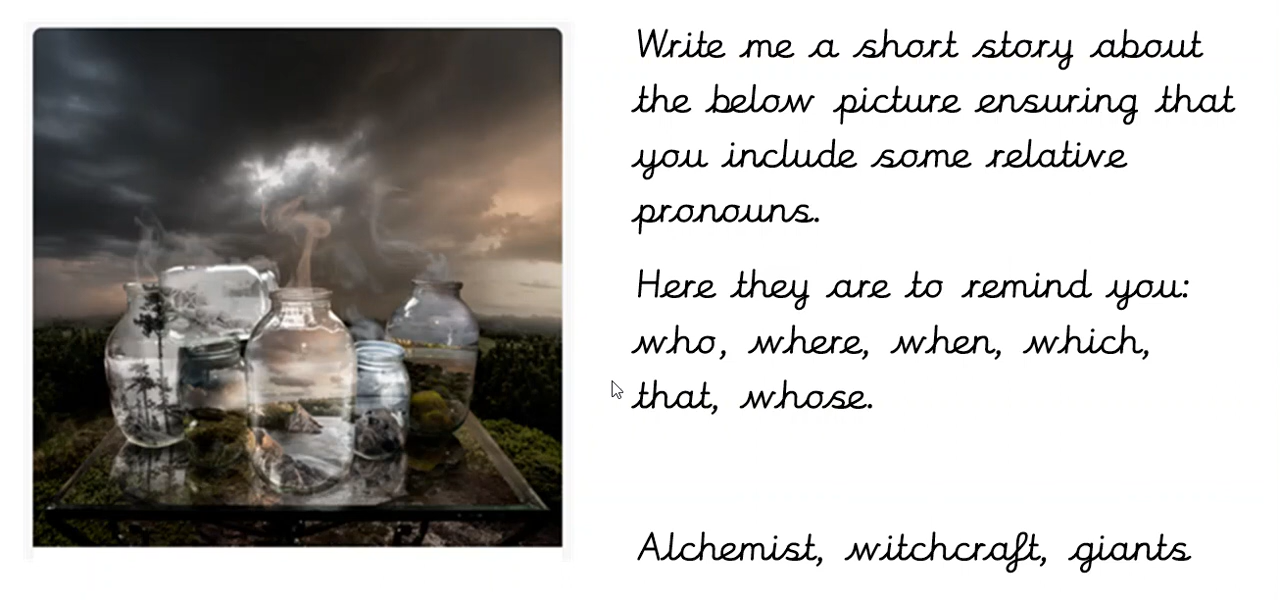 Write me a short story about
the below picture ensuring that
you include some relative
pronouns.
Here they are to remind you:
who, where, when, which,
that, whose.
Alchemist, witchcraft, giants